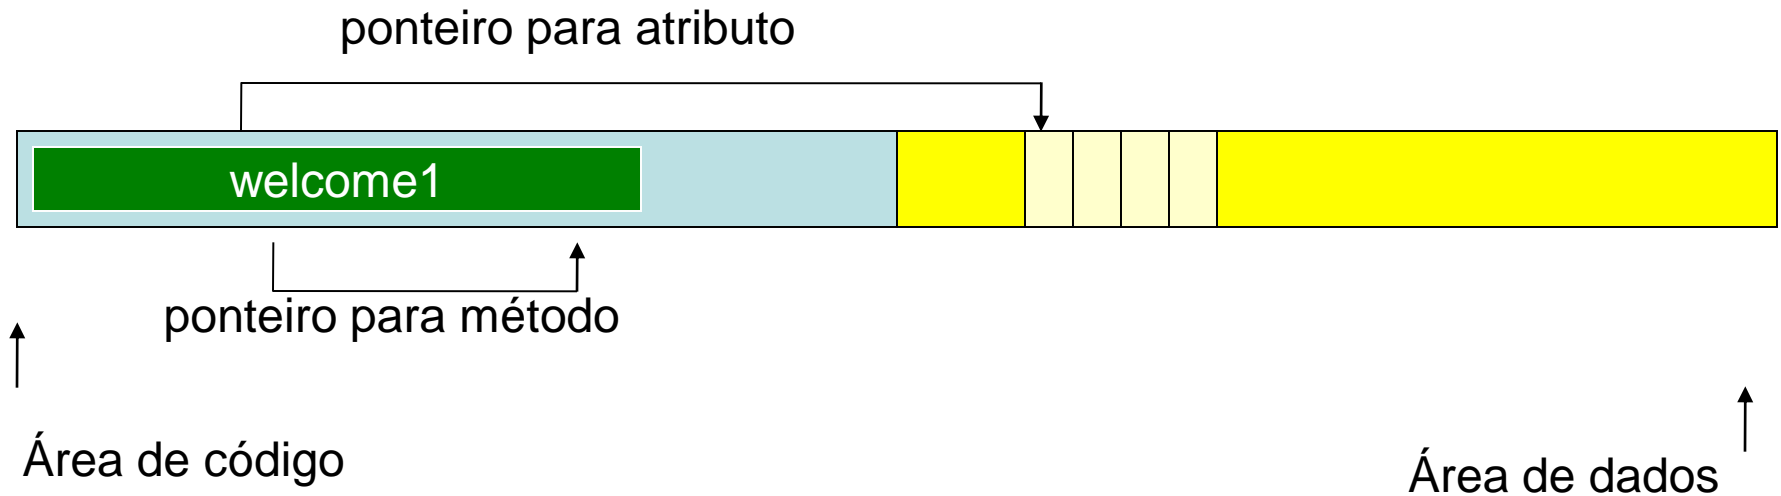 ponteiro para atributo
welcome1
ponteiro para método
Área de código
Área de dados